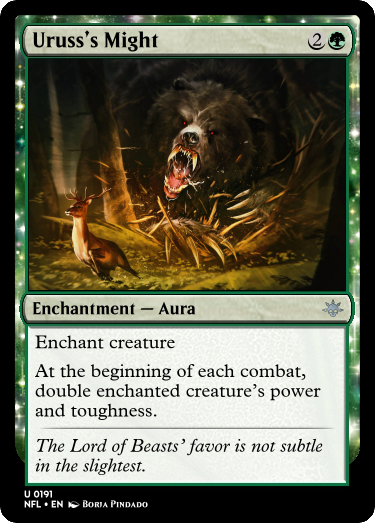 Uruss's Might 2
Enchantment — Aura
Enchant creature
At the beginning of each combat,
double enchanted creature's power
and toughness.
The Lord of Beasts' favor is not subtle
in the slightest.
U 0191
NFL • EN Borja Pindado